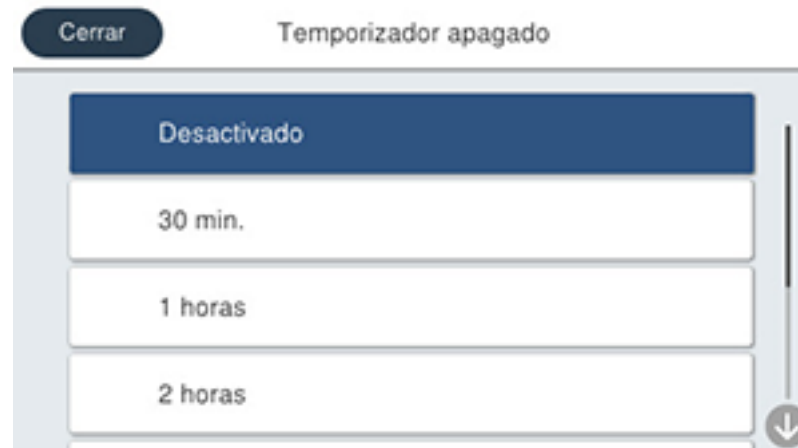 Cerrar
Temporizador apagado
Desactivado
30 min.
1 horas
2 horas